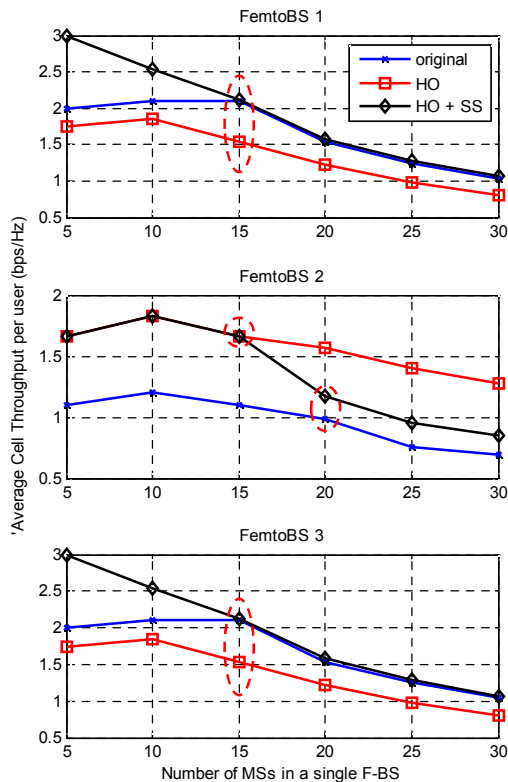 FemtoBS 1
3
2.5
2
1.5
1
0.5
5 10 15 20 25 30
original
HO
HO + SS
'Average Cell Throughput per user (bps/Hz)
FemtoBS 2
2
1.5
1
0.5
5 10 15 20 25 30
FemtoBS 3
3
2.5
2
1.5
1
0.5
5 10 15 20 25 30
Number of MSs in a single F-BS